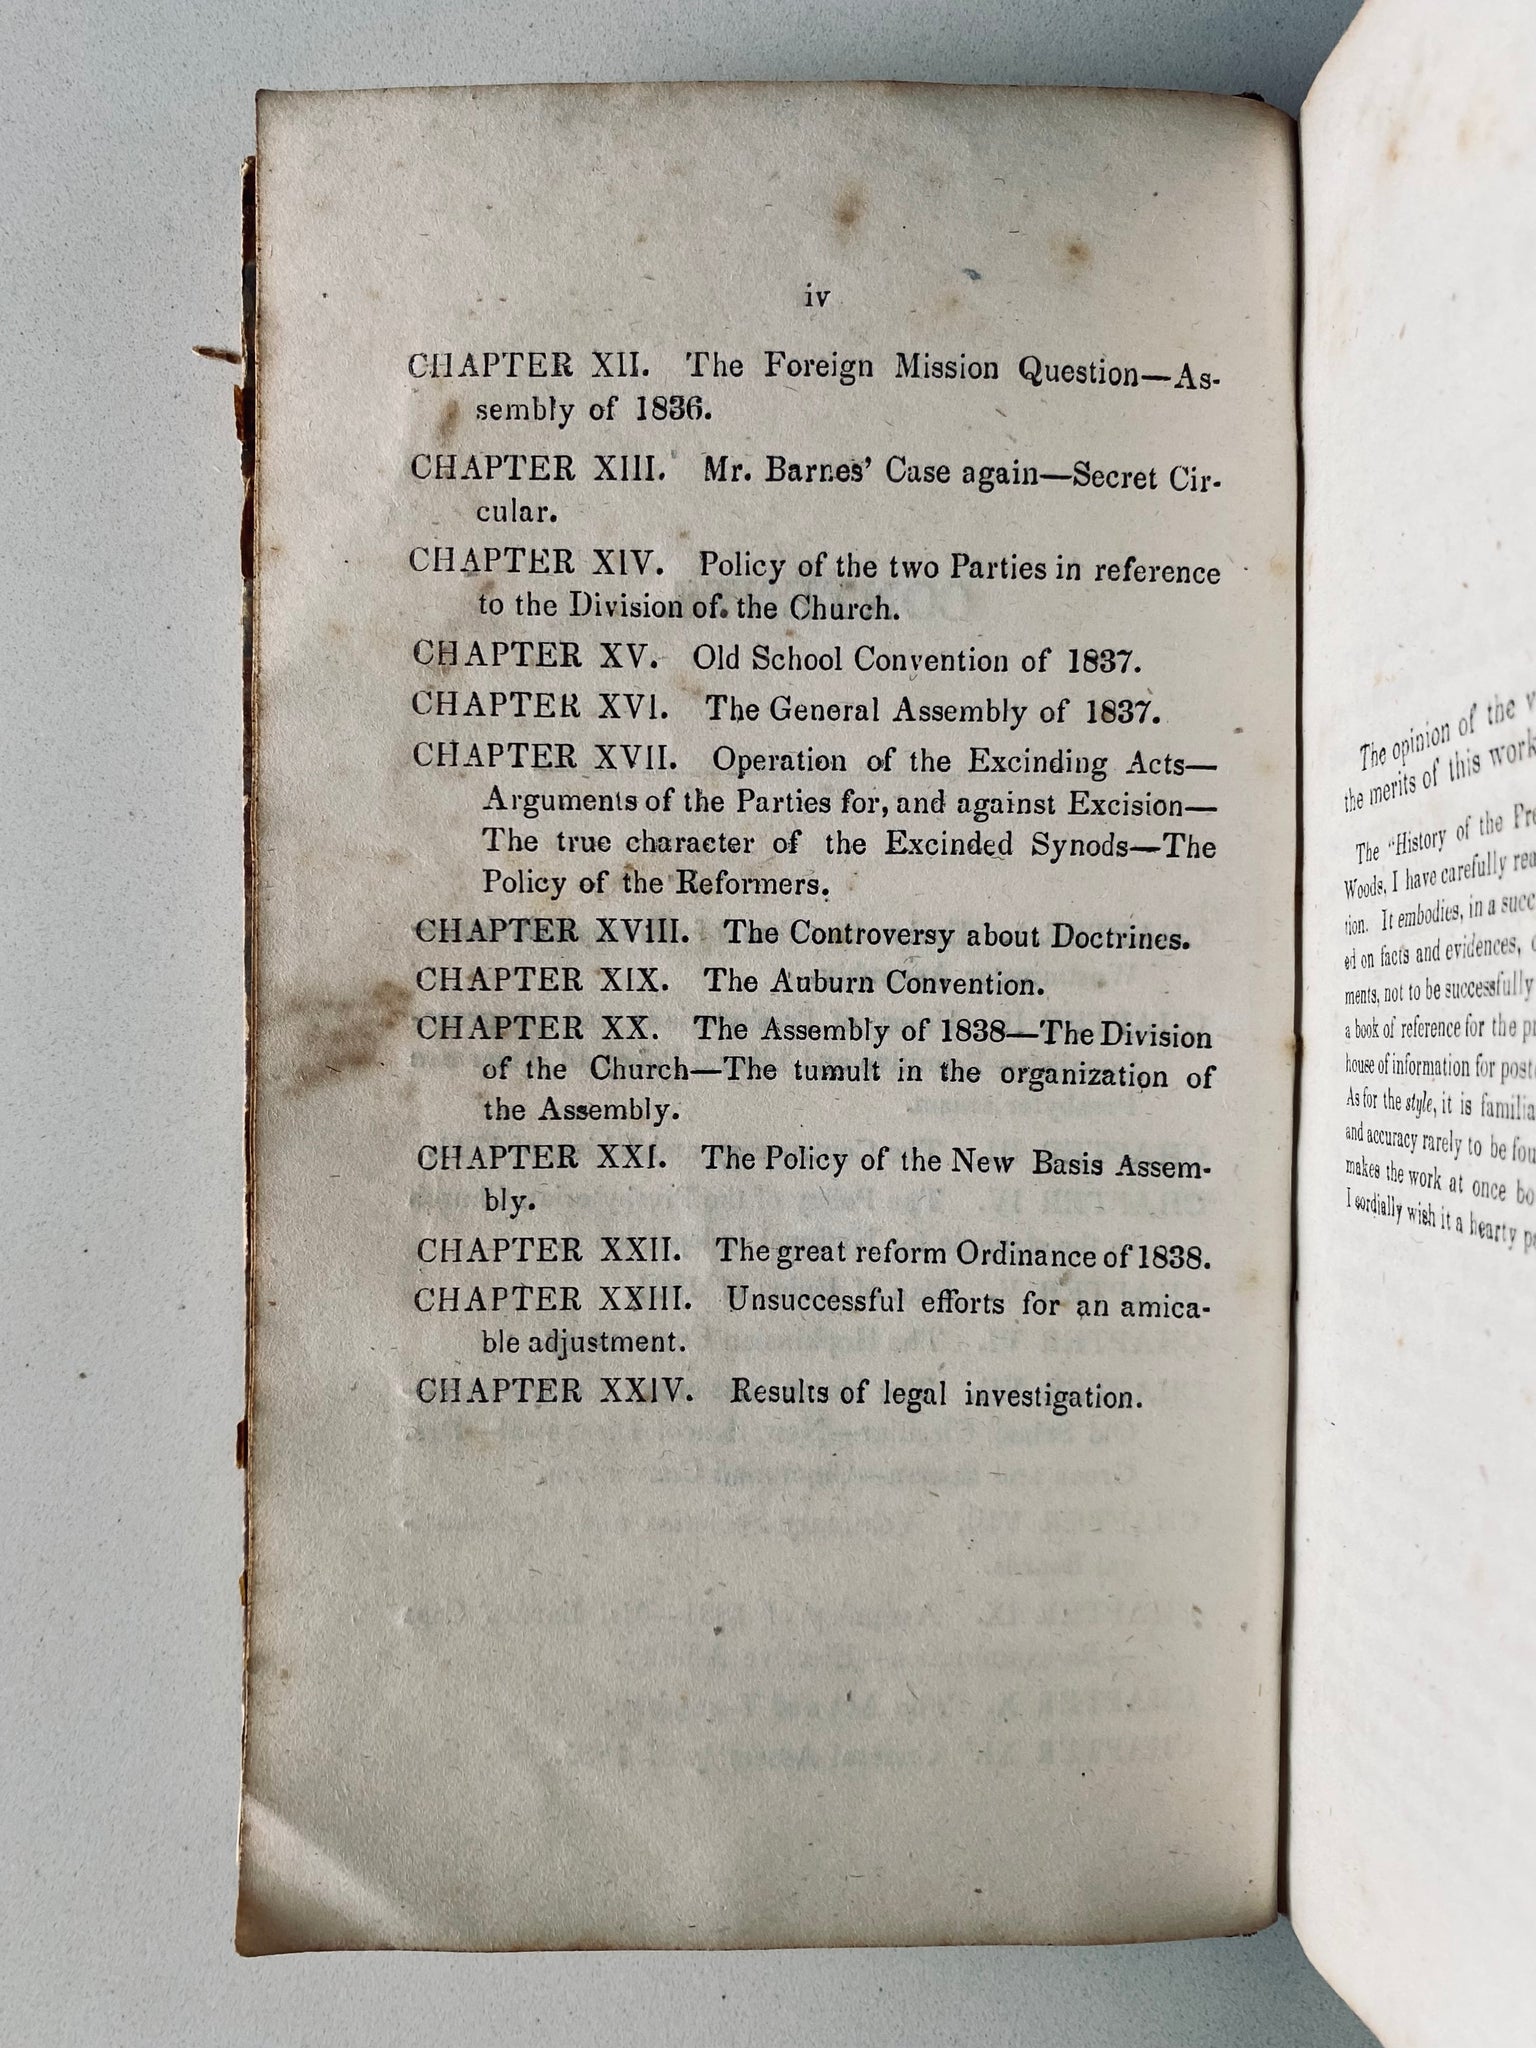 iv
CHAPTER XII. The Foreign Mission Question—As-
sembly of 1836.
CHAPTER XIII. Mr. Barnes' Case again—Secret Cir-
cular.
CHAPTER XIV. Policy of the two Parties in reference
to the Division of the Church.
CHAPTER XV. Old School Convention of 1837.
CHAPTER XVI. The General Assembly of 1837.
CHAPTER XVII. Operation of the Excinding Acts—
Arguments of the Parties for, and against Excision—
The true character of the Excinded Synods—The
Policy of the Reformers.
CHAPTER XVIII. The Controversy about Doctrines.
CHAPTER XIX. The Auburn Convention.
CHAPTER XX. The Assembly of 1838—The Division
of the Church—The tumult in the organization of
the Assembly.
CHAPTER XXI. The Policy of the New Basis Assem-
bly.
CHAPTER XXII. The great reform Ordinance of 1838.
CHAPTER XXIII. Unsuccessful efforts for an amica-
ble adjustment.
CHAPTER XXIV. Results of legal investigation.
The opinion of the
the merits of this work
The "History of the
Woods, I have carefully
tion. It embodies, in a
ed on facts and evidences,
ments, not to be successfully
a book of reference for the
house of information for
As for the style, it is
and accuracy rarely to be
makes the work at once
I cordially wish it a hearty